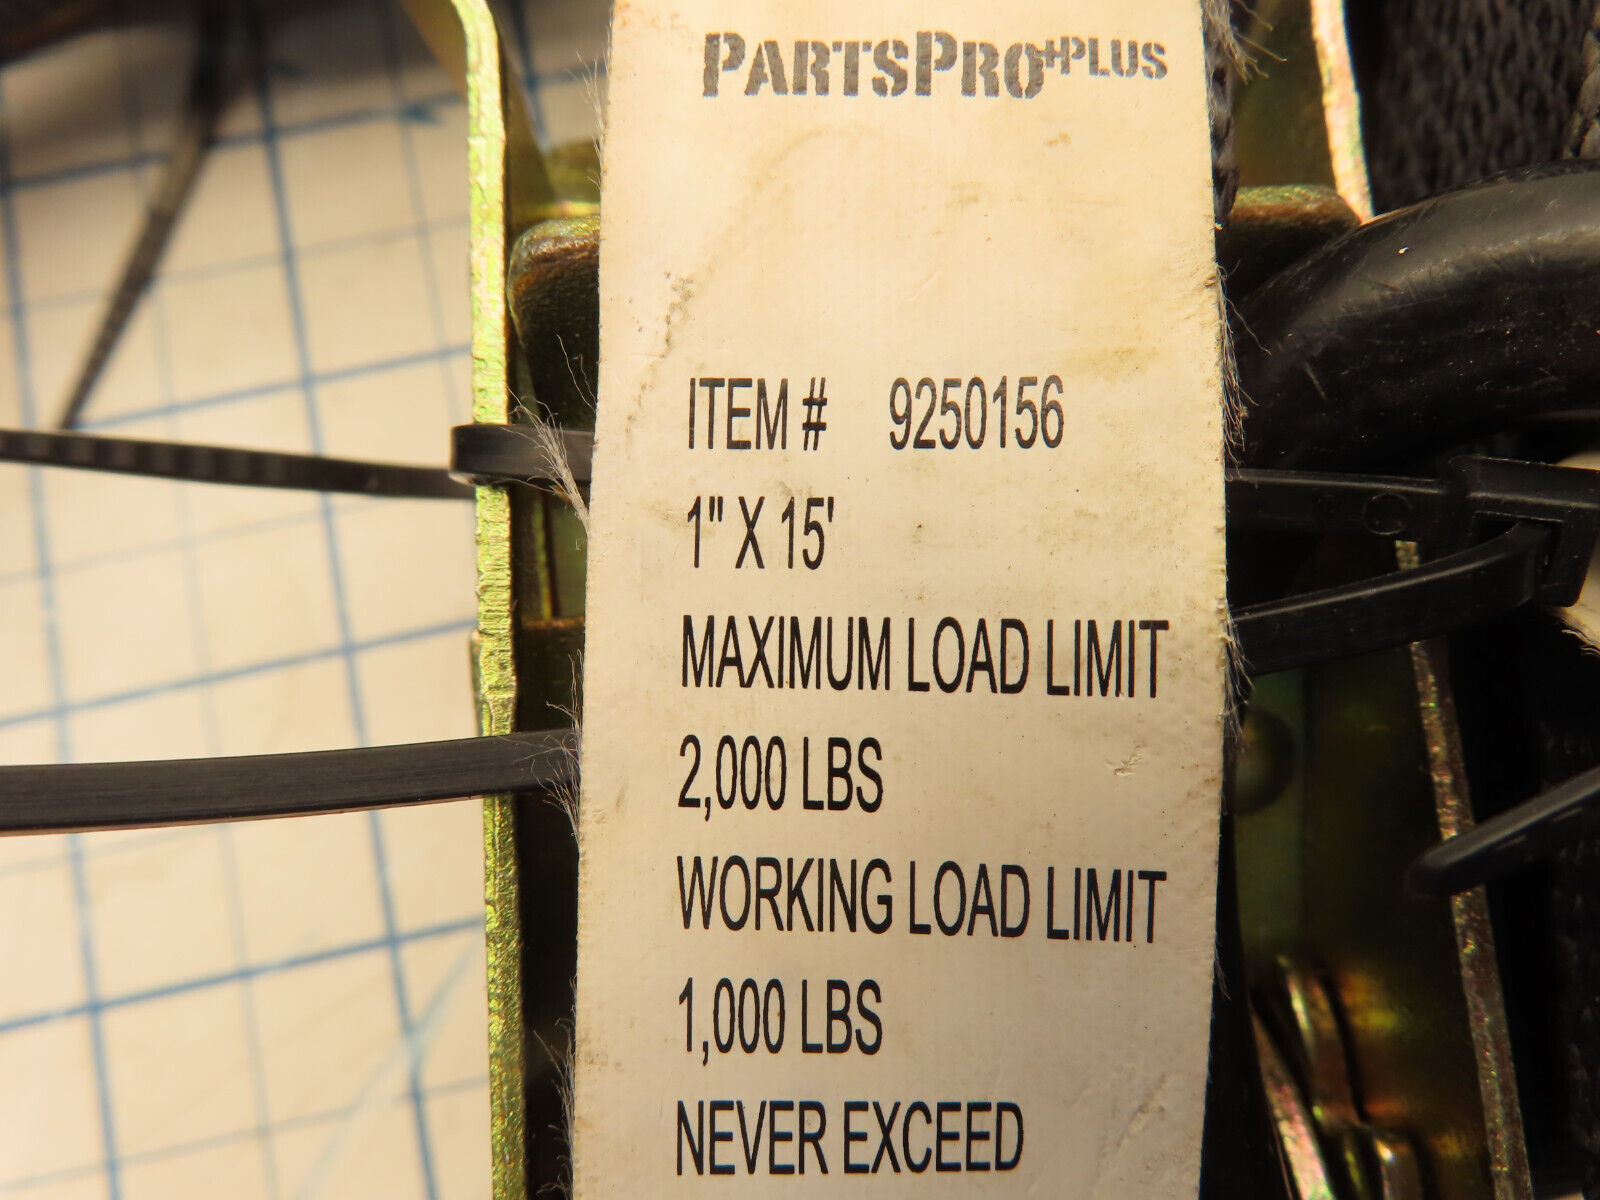 PARTSPRO+PLUS
ITEM # 9250156
1" X 15'
MAXIMUM LOAD LIMIT
2,000 LBS
WORKING LOAD LIMIT
1,000 LBS
NEVER EXCEED